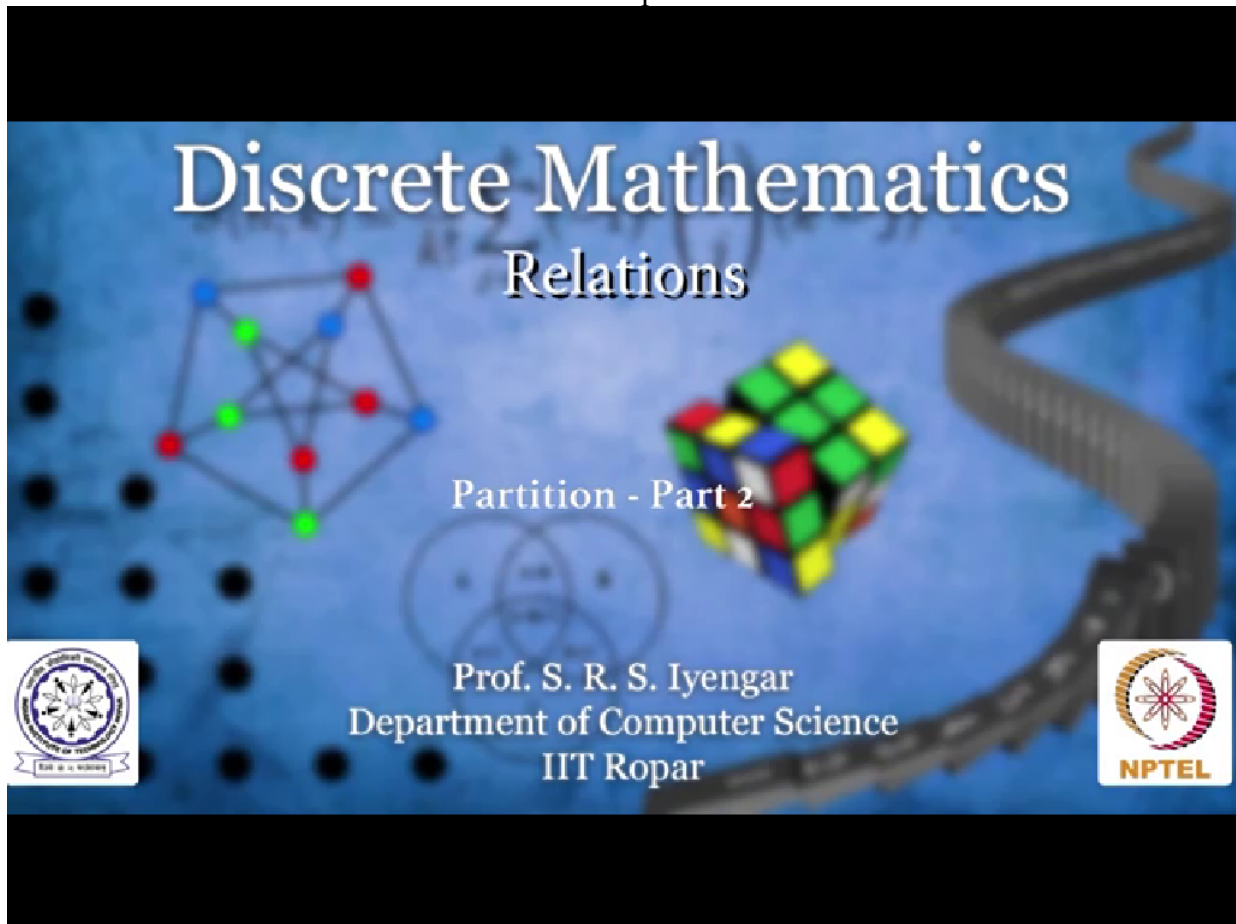 Discrete Mathematics
Relations
Partition - Part 2
Prof. S. R. S. Iyengar
Department of Computer Science
IIT Ropar
NPTEL